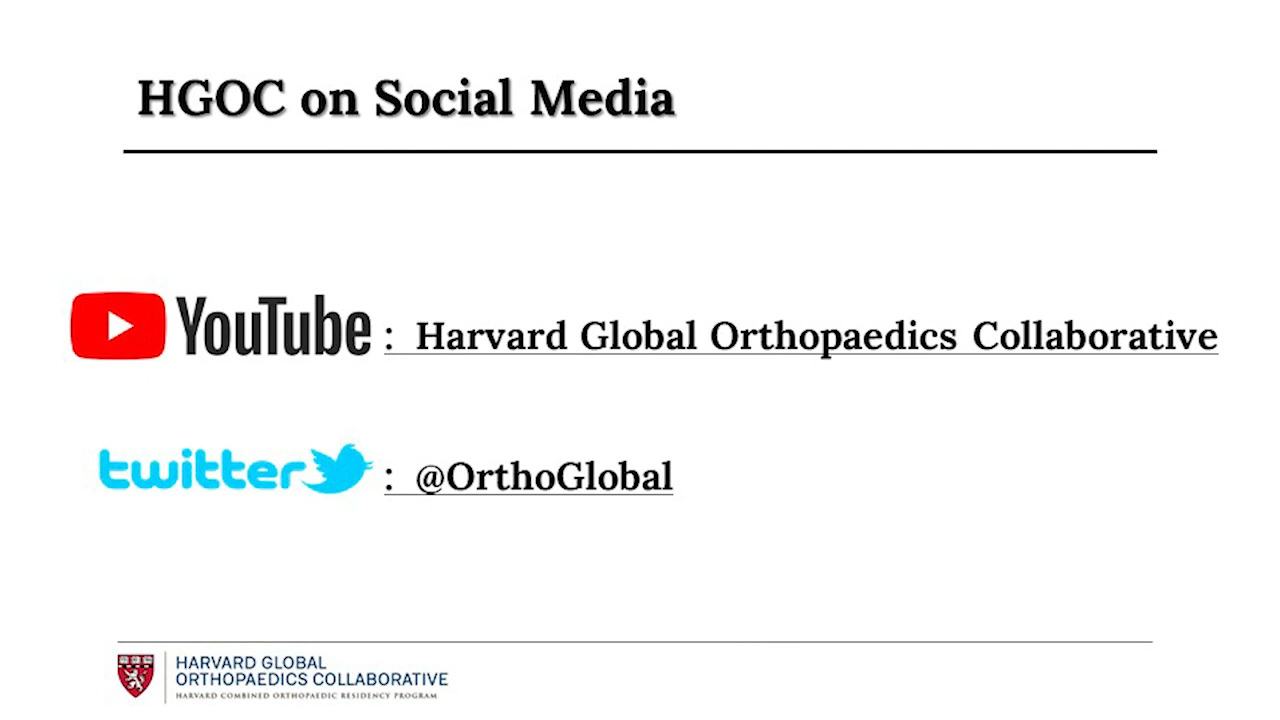 HGOC on Social Media
YouTube : Harvard Global Orthopaedics Collaborative
twitter : @OrthoGlobal
HARVARD GLOBAL
ORTHOPAEDICS COLLABORATIVE
HARVARD COMBINED ORTHOPAEDIC RESIDENCY PROGRAM